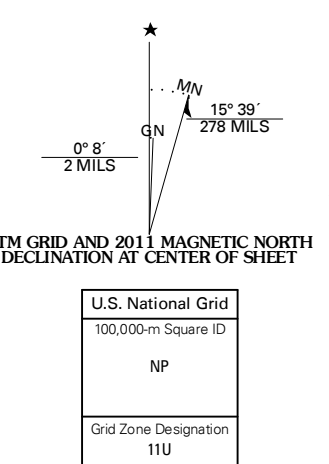 ★
MN
GN
15° 39´
278 MILS
0° 8´
2 MILS
TM GRID AND 2011 MAGNETIC NORTH
DECLINATION AT CENTER OF SHEET
U.S. National Grid
100,000-m Square ID
NP
Grid Zone Designation
11U